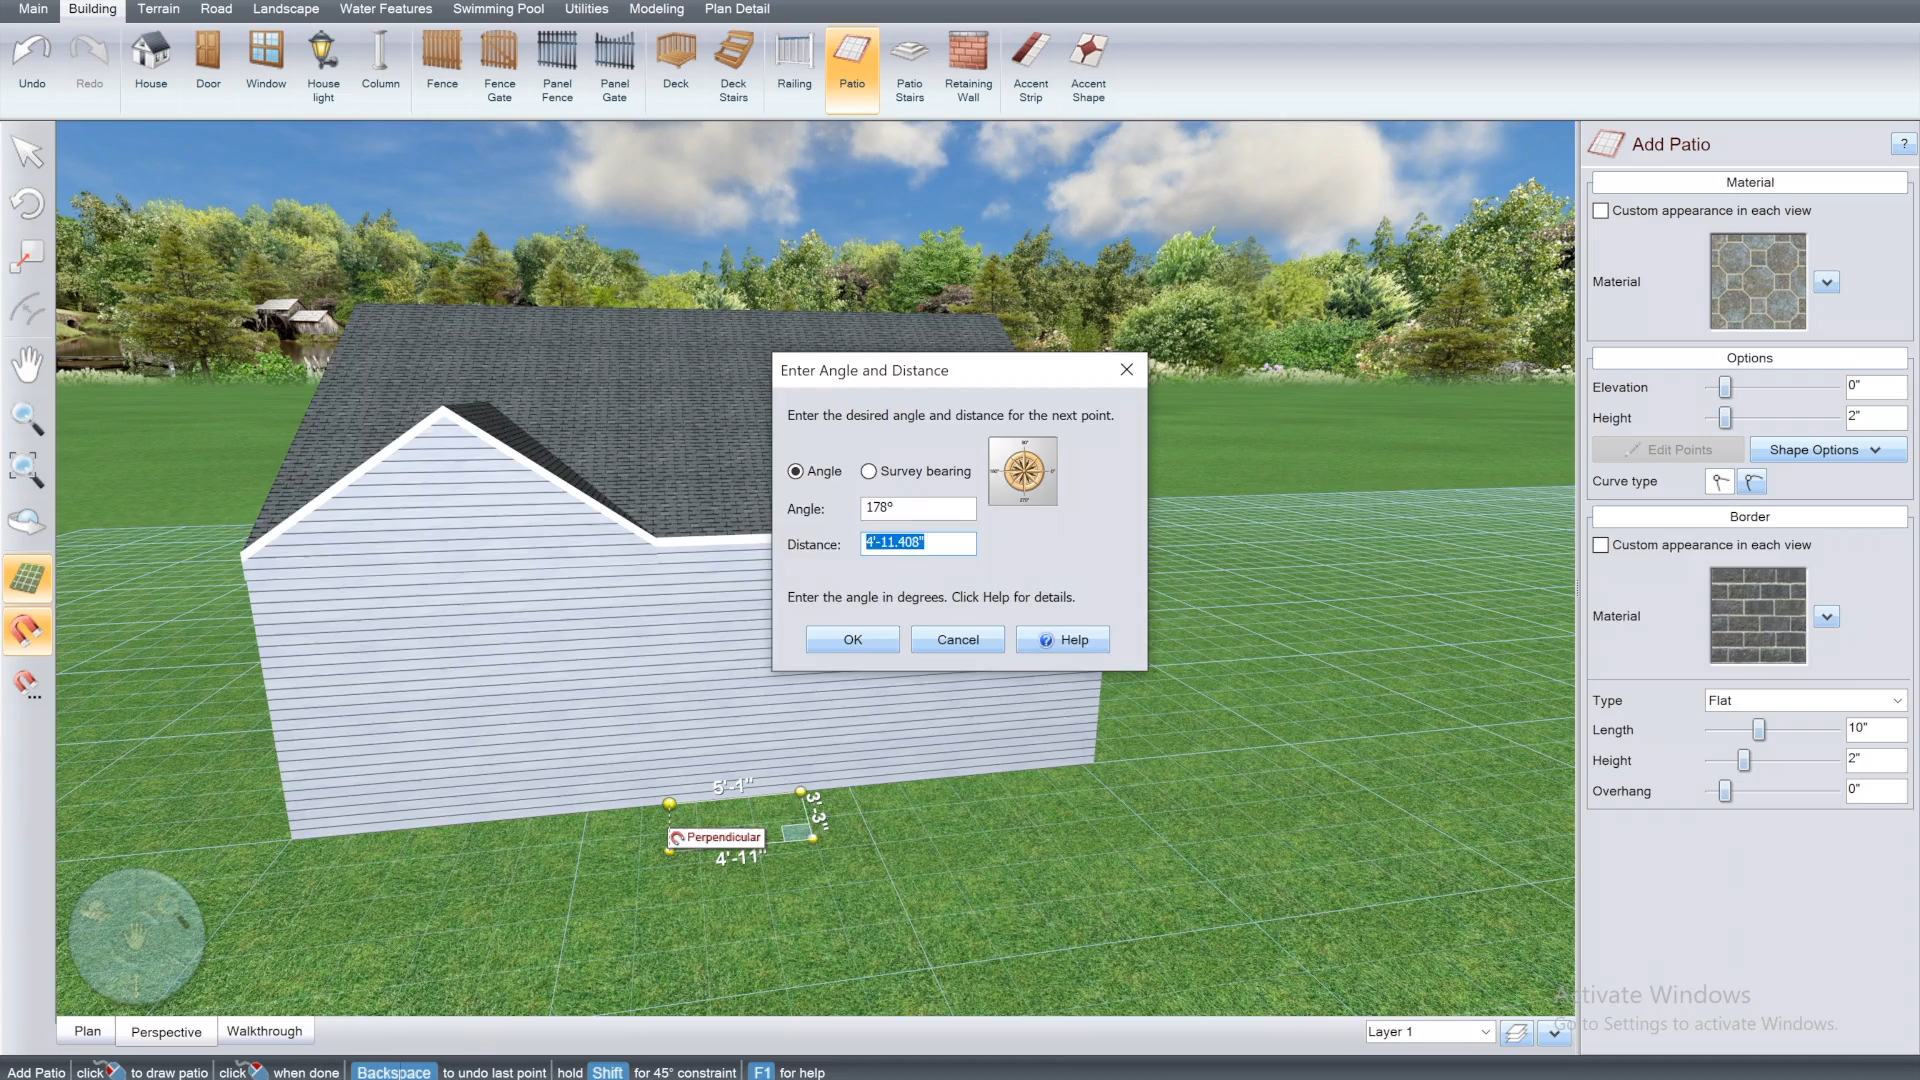 Main Building Terrain Road Landscape Water Features Swimming Pool Utilities Modeling Plan Detail
Undo Redo House Door Window House light Column Fence Fence Gate Panel Fence Panel Gate Deck Deck Stairs Railing Patio Patio Stairs Retaining Wall Accent Strip Accent Shape
Add Patio
?
Material
Custom appearance in each view
Material
Options
Elevation 0"
Height 2"
Edit Points Shape Options
Curve type
Border
Custom appearance in each view
Material
Type Flat
Length 10"
Height 2"
Overhang 0"
Enter Angle and Distance
Enter the desired angle and distance for the next point.
Angle Survey bearing
90°
180° 0°
270°
Angle: 178º
Distance: 4'-11.408"
Enter the angle in degrees. Click Help for details.
OK Cancel ? Help
5'-1"
3'-3"
Perpendicular
4'-11"
Activate Windows
Go to Settings to activate Windows.
Plan Perspective Walkthrough
Layer 1
Add Patio click to draw patio click when done Backspace to undo last point hold Shift for 45° constraint F1 for help